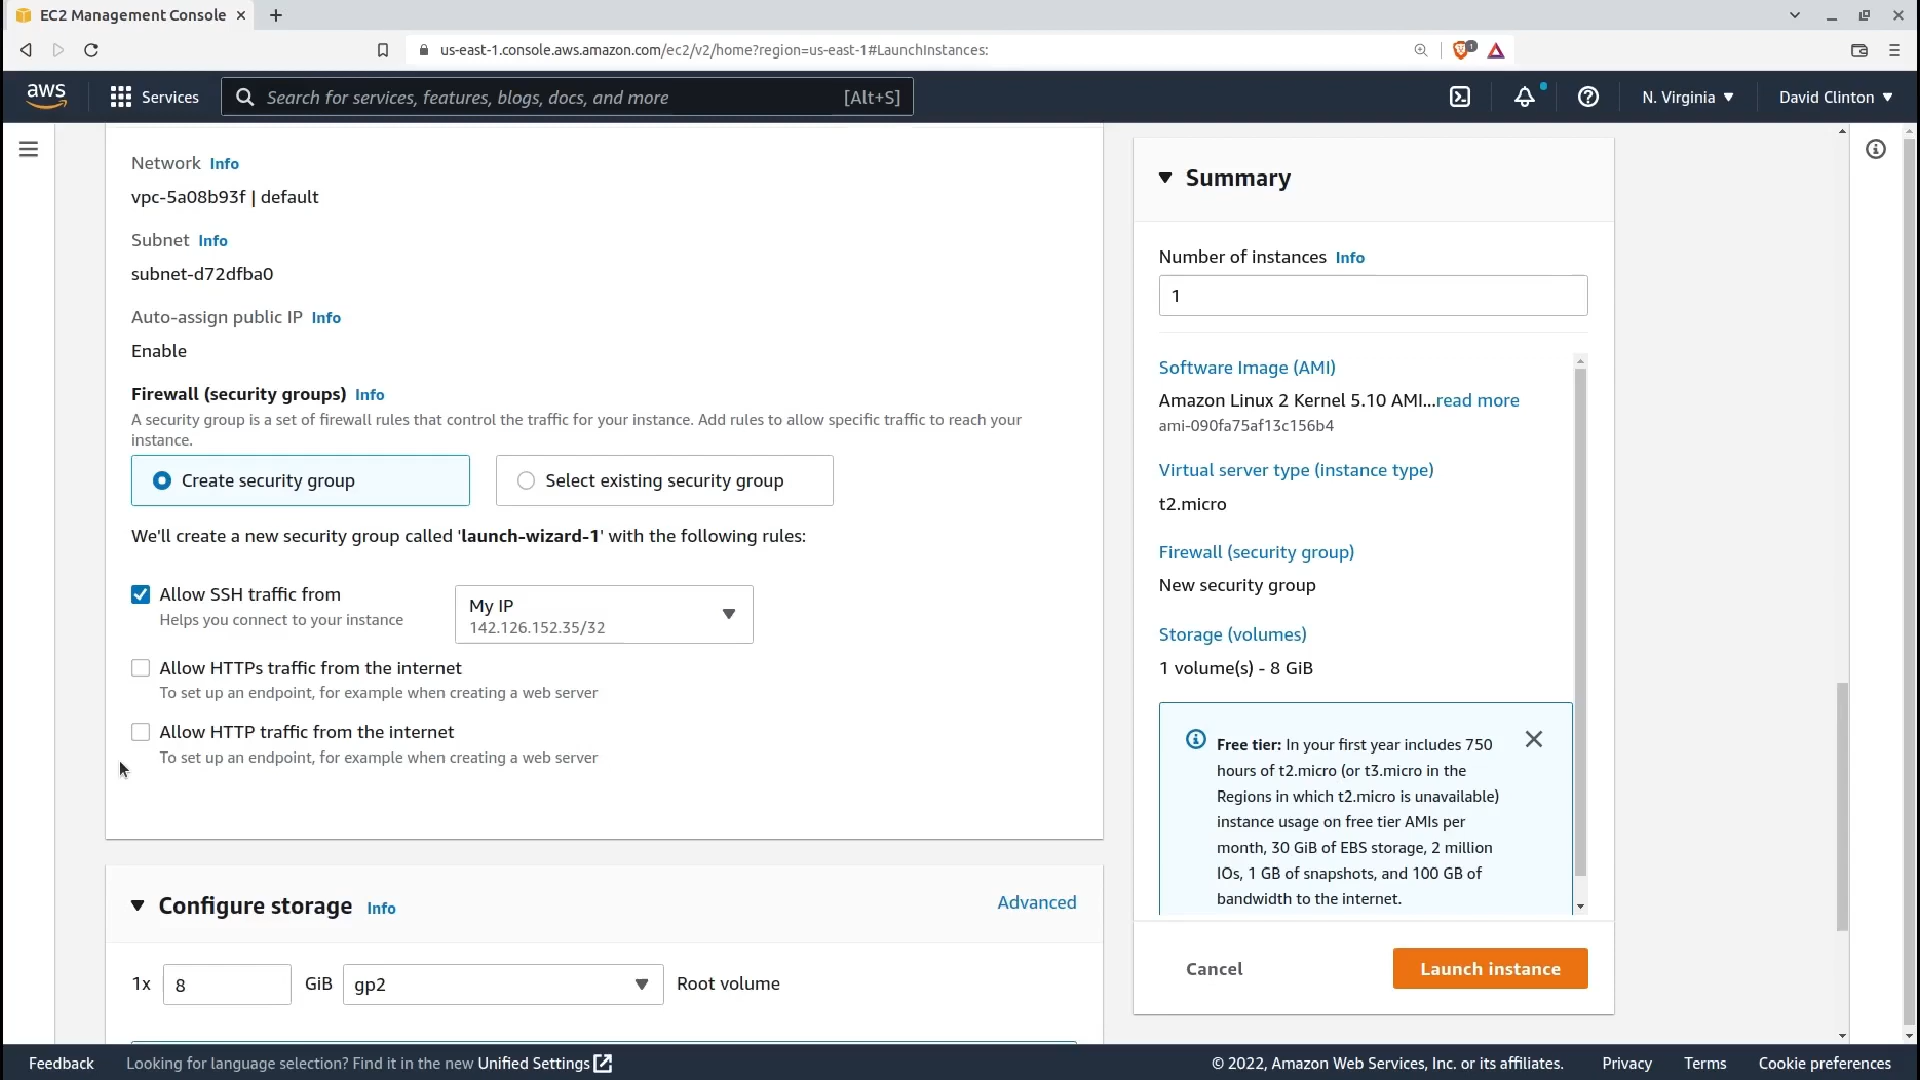 EC2 Management Console
us-east-1.console.aws.amazon.com/ec2/v2/home?region=us-east-1#LaunchInstances:
1
aws
Services
Search for services, features, blogs, docs, and more
[Alt+S]
N. Virginia
David Clinton
Network Info
vpc-5a08b93f | default
Subnet Info
subnet-d72dfba0
Auto-assign public IP Info
Enable
Firewall (security groups) Info
A security group is a set of firewall rules that control the traffic for your instance. Add rules to allow specific traffic to reach your
instance.
Create security group
Select existing security group
We'll create a new security group called 'launch-wizard-1' with the following rules:
Allow SSH traffic from
Helps you connect to your instance
My IP
142.126.152.35/32
Allow HTTPs traffic from the internet
To set up an endpoint, for example when creating a web server
Allow HTTP traffic from the internet
To set up an endpoint, for example when creating a web server
Configure storage Info
Advanced
1x 8 GiB gp2 Root volume
Summary
Number of instances Info
1
Software Image (AMI)
Amazon Linux 2 Kernel 5.10 AMI...read more
ami-090fa75af13c156b4
Virtual server type (instance type)
t2.micro
Firewall (security group)
New security group
Storage (volumes)
1 volume(s) - 8 GiB
Free tier: In your first year includes 750
hours of t2.micro (or t3.micro in the
Regions in which t2.micro is unavailable)
instance usage on free tier AMIs per
month, 30 GiB of EBS storage, 2 million
IOs, 1 GB of snapshots, and 100 GB of
bandwidth to the internet.
Cancel
Launch instance
Feedback
Looking for language selection? Find it in the new Unified Settings
© 2022, Amazon Web Services, Inc. or its affiliates.
Privacy
Terms
Cookie preferences